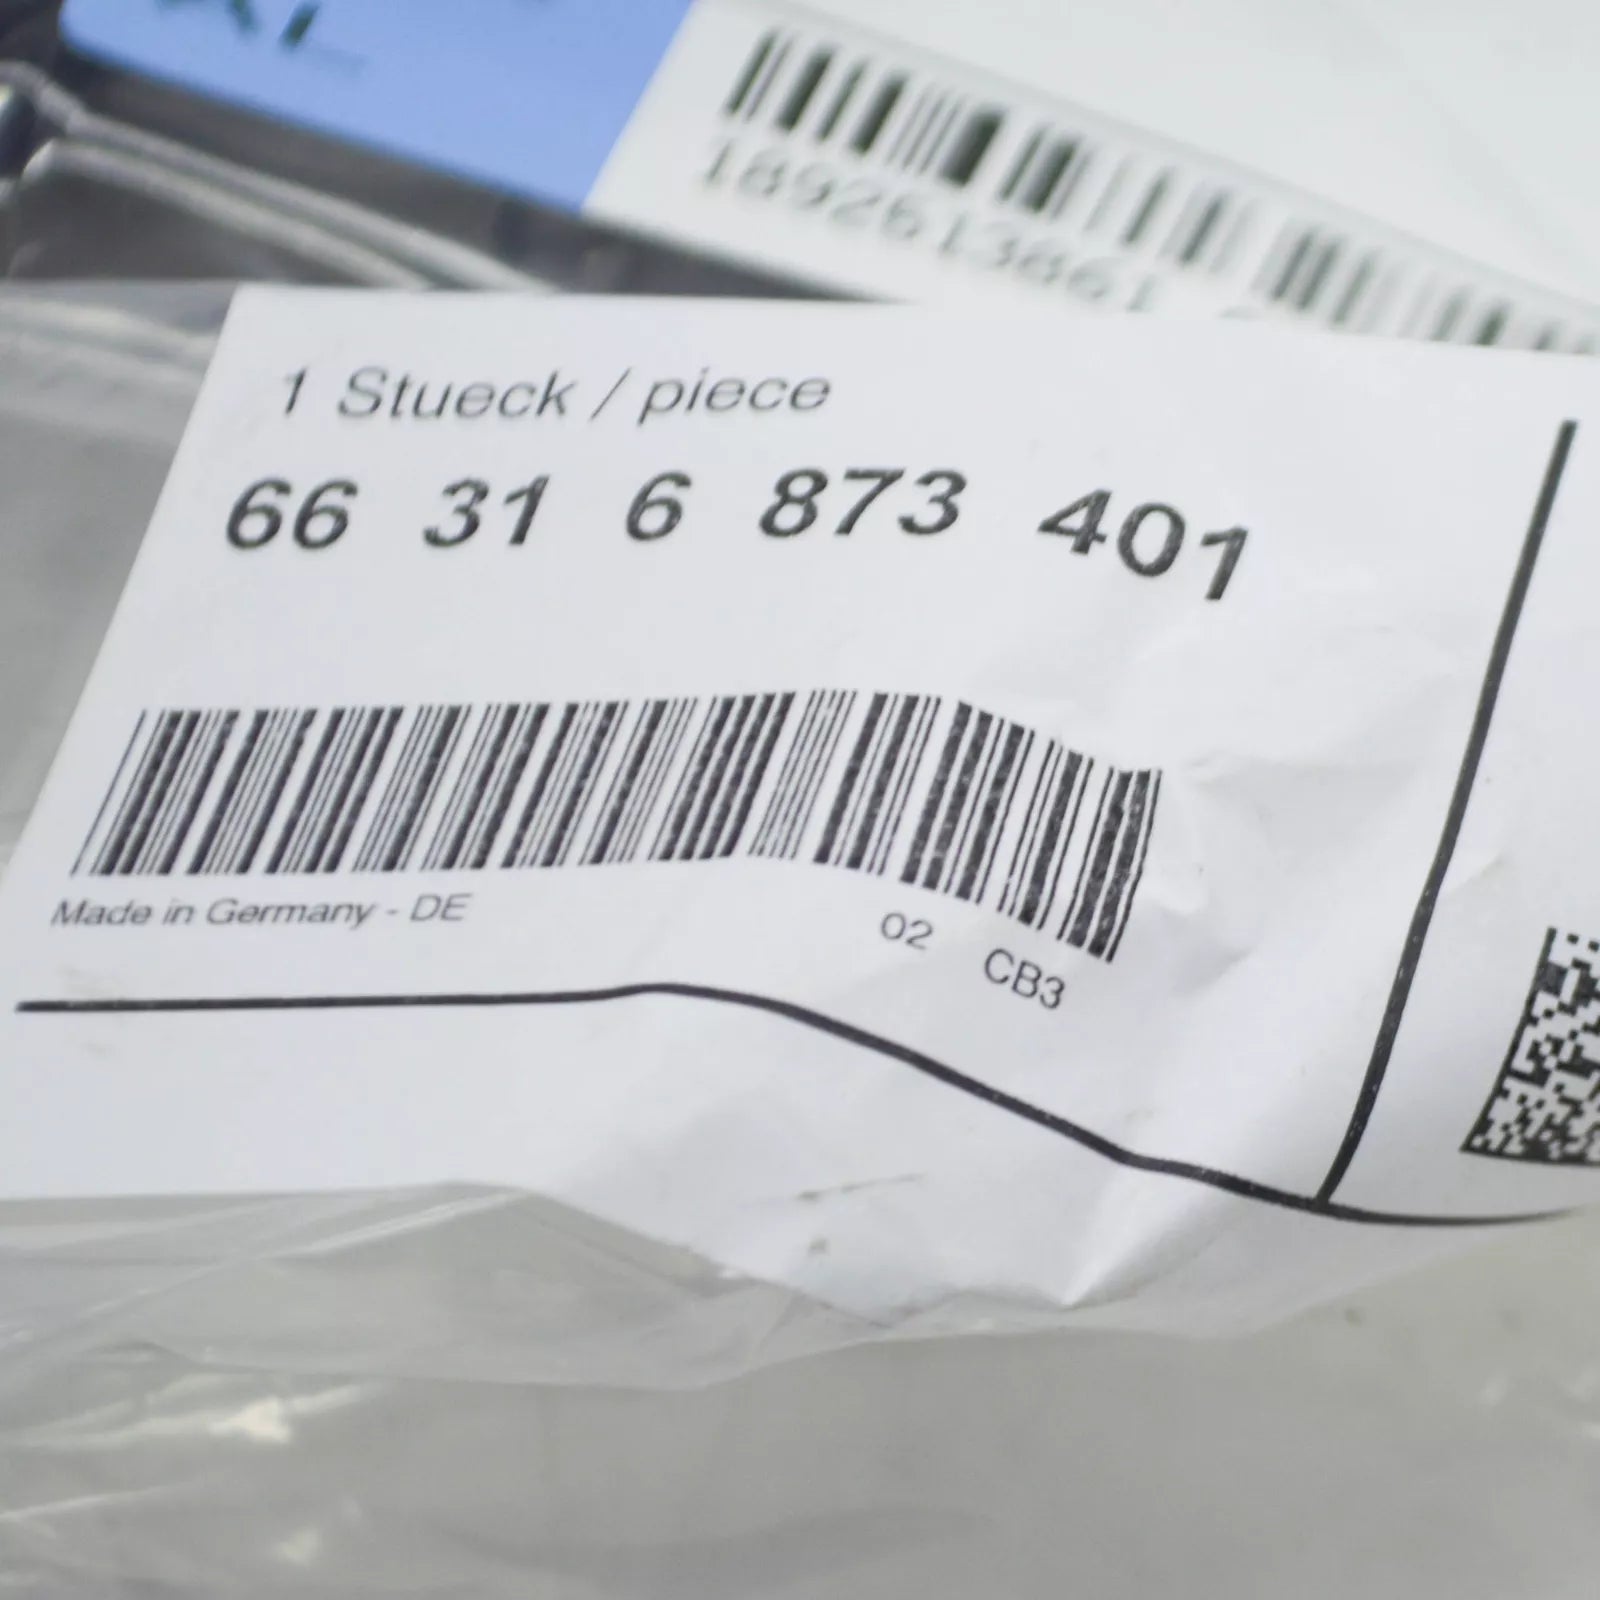 1 Stueck / piece
66 31 6 873 401
Made in Germany - DE
02 CB3